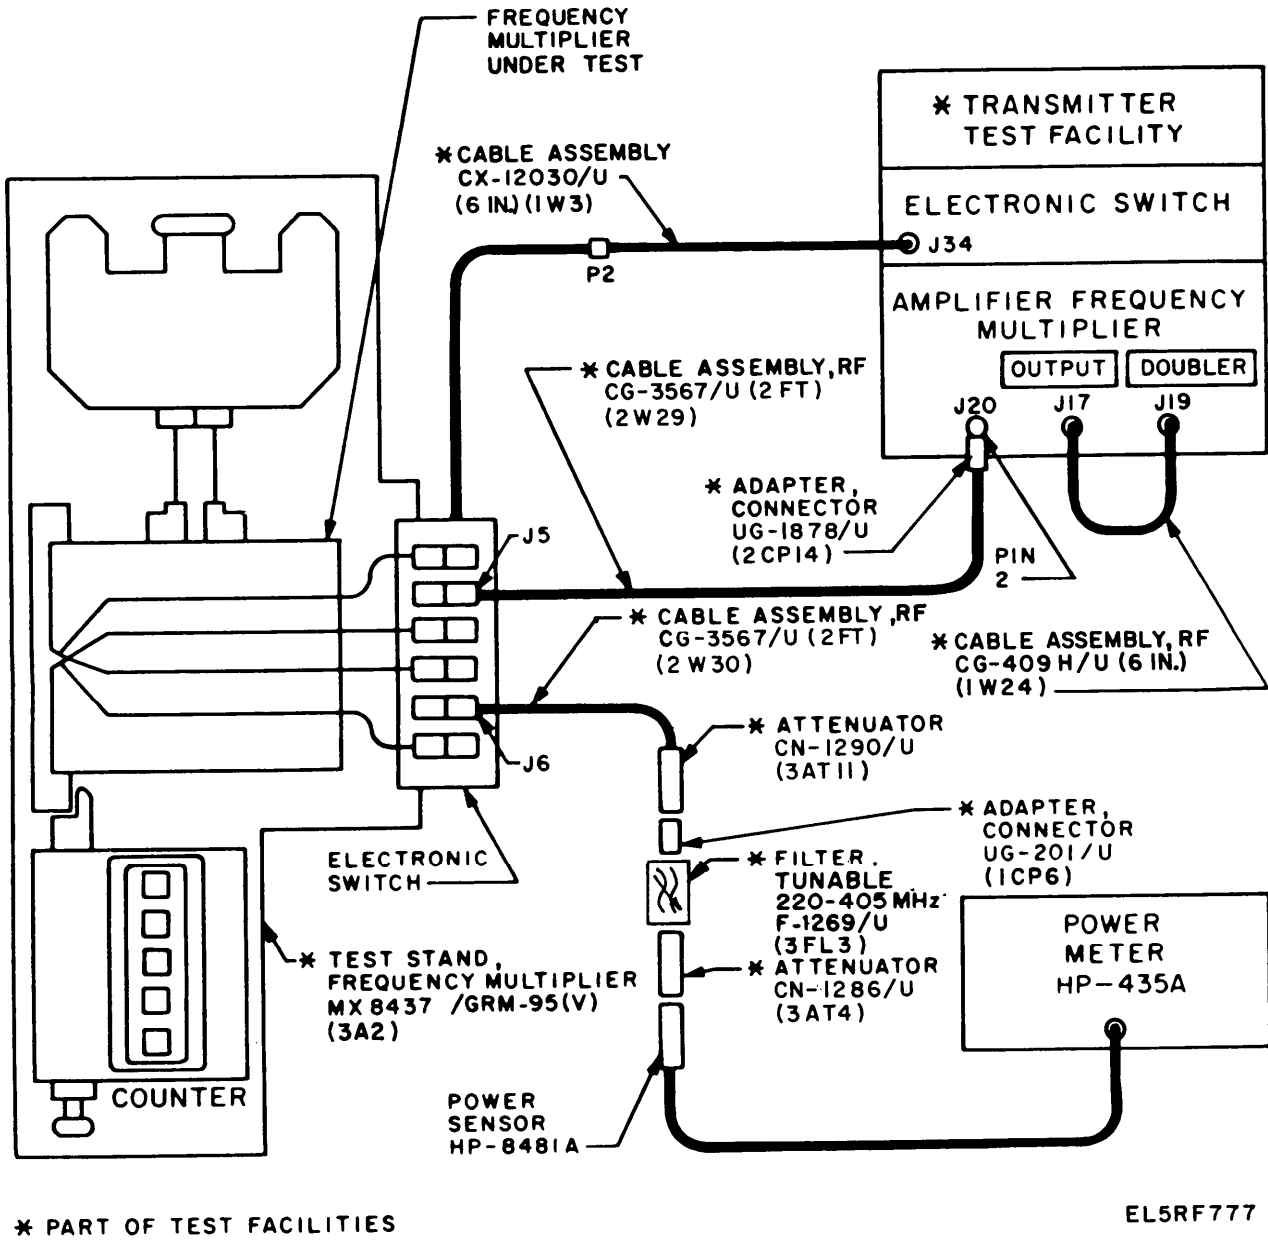 FREQUENCY
MULTIPLIER
UNDER TEST
* TRANSMITTER
TEST FACILITY
* CABLE ASSEMBLY
CX-12030/U
(6 IN.) (1W3)
ELECTRONIC SWITCH
J34
P2
AMPLIFIER FREQUENCY
MULTIPLIER
OUTPUT
DOUBLER
* CABLE ASSEMBLY, RF
CG-3567/U (2 FT)
(2W29)
J20
J17
J19
* ADAPTER,
CONNECTOR
UG-1878/U
(2CP14)
J5
PIN
2
* CABLE ASSEMBLY, RF
CG-3567/U (2FT)
(2W30)
* CABLE ASSEMBLY, RF
CG-409H/U (6 IN.)
(1W24)
* ATTENUATOR
CN-1290/U
(3AT11)
J6
* ADAPTER,
CONNECTOR
UG-201/U
(1CP6)
ELECTRONIC
SWITCH
* FILTER.
TUNABLE
220-405 MHz
F-1269/U
(3FL3)
POWER
METER
HP-435A
* TEST STAND,
FREQUENCY MULTIPLIER
MX 8437 /GRM-95(V)
(3A2)
* ATTENUATOR
CN-1286/U
(3AT4)
COUNTER
POWER
SENSOR
HP-8481A
* PART OF TEST FACILITIES
EL5RF777